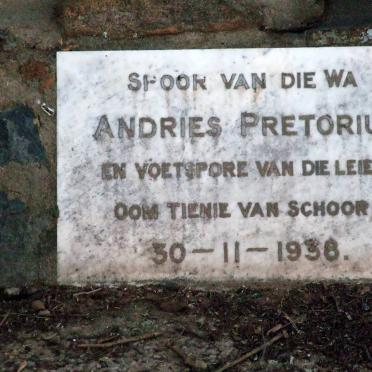 SPOOR VAN DIE WA
ANDRIES PRETORIU
EN VOETSPORE VAN DIE LEIE
OOM TIENIE VAN SCHOOR
30-11-1938.